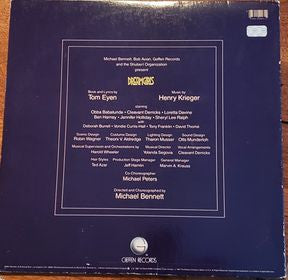 Michael Bennett, Bob Avian, Geffen Records
and the Shubert Organization
present
DREAMGIRLS
Book and Lyrics by
Tom Eyen
Music by
Henry Krieger
starring
Obba Babatunde • Cleavant Derricks • Loretta Devine
Ben Harney • Jennifer Holliday • Sheryl Lee Ralph
with
Deborah Burrell • Vondie Curtis-Hall • Tony Franklin • David Thomé
Scenic Design
Robin Wagner
Costume Design
Theoni V. Aldredge
Lighting Design
Tharon Musser
Sound Design
Otts Munderloh
Musical Supervision and Orchestrations by
Harold Wheeler
Musical Director
Yolanda Segovia
Vocal Arrangements
Cleavant Derricks
Hair Styles
Ted Azar
Production Stage Manager
Jeff Hamlin
General Manager
Marvin A. Krauss
Co-Choreographer
Michael Peters
Directed and Choreographed by
Michael Bennett
GEFFEN RECORDS